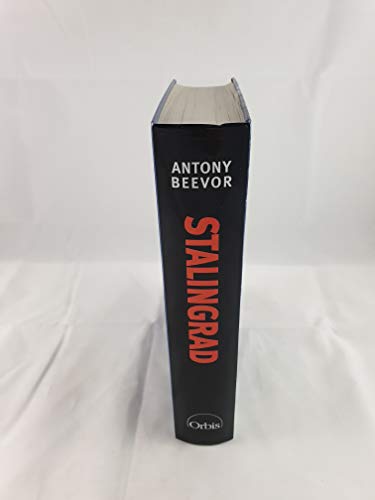 ANTONY
BEEVOR
STALINGRAD
Orbis